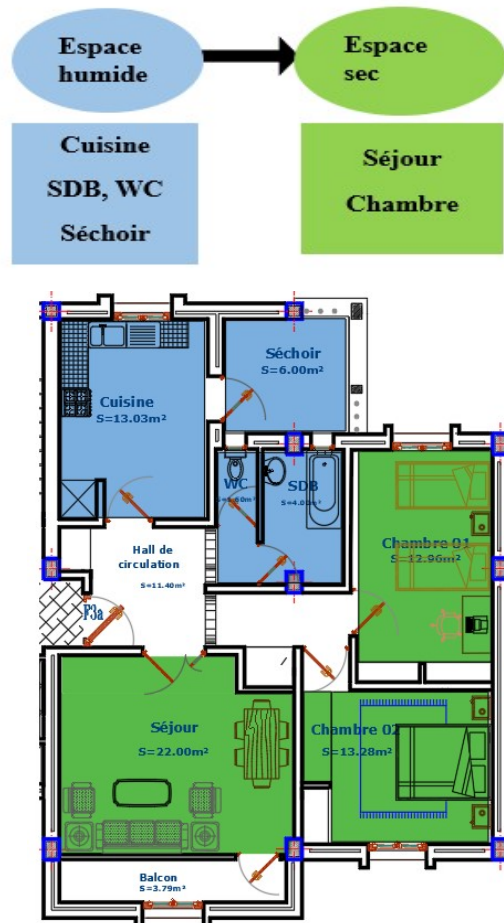 Espace
humide
Espace
sec
Cuisine
SDB, WC
Séchoir
Séjour
Chambre
Séchoir
S=6.00m²
Cuisine
S=13.03m²
WC
SDB
S=4.00m²
Chambre 01
S=12.96m²
Hall de
circulation
S=11.40m²
P3a
Séjour
S=22.00m²
Chambre 02
S=13.28m²
Balcon
S=3.79m²